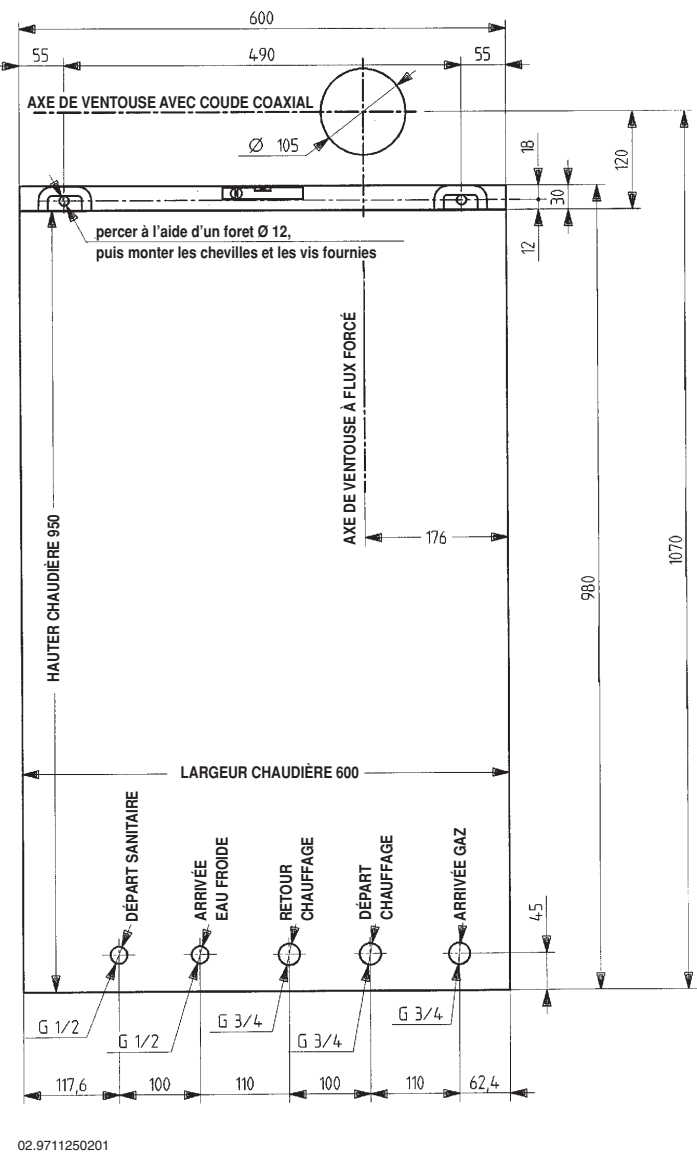 600
55
490
55
AXE DE VENTOUSE AVEC COUDE COAXIAL
Ø 105
18
120
30
12
percer à l'aide d'un foret Ø 12,
puis monter les chevilles et les vis fournies
AXE DE VENTOUSE À FLUX FORCÉ
176
HAUTER CHAUDIÈRE 950
980
1070
LARGEUR CHAUDIÈRE 600
DÉPART SANITAIRE
ARRIVÉE
EAU FROIDE
RETOUR
CHAUFFAGE
DÉPART
CHAUFFAGE
ARRIVÉE GAZ
45
G 1/2
G 1/2
G 3/4
G 3/4
G 3/4
117,6
100
110
100
110
62,4
02.9711250201